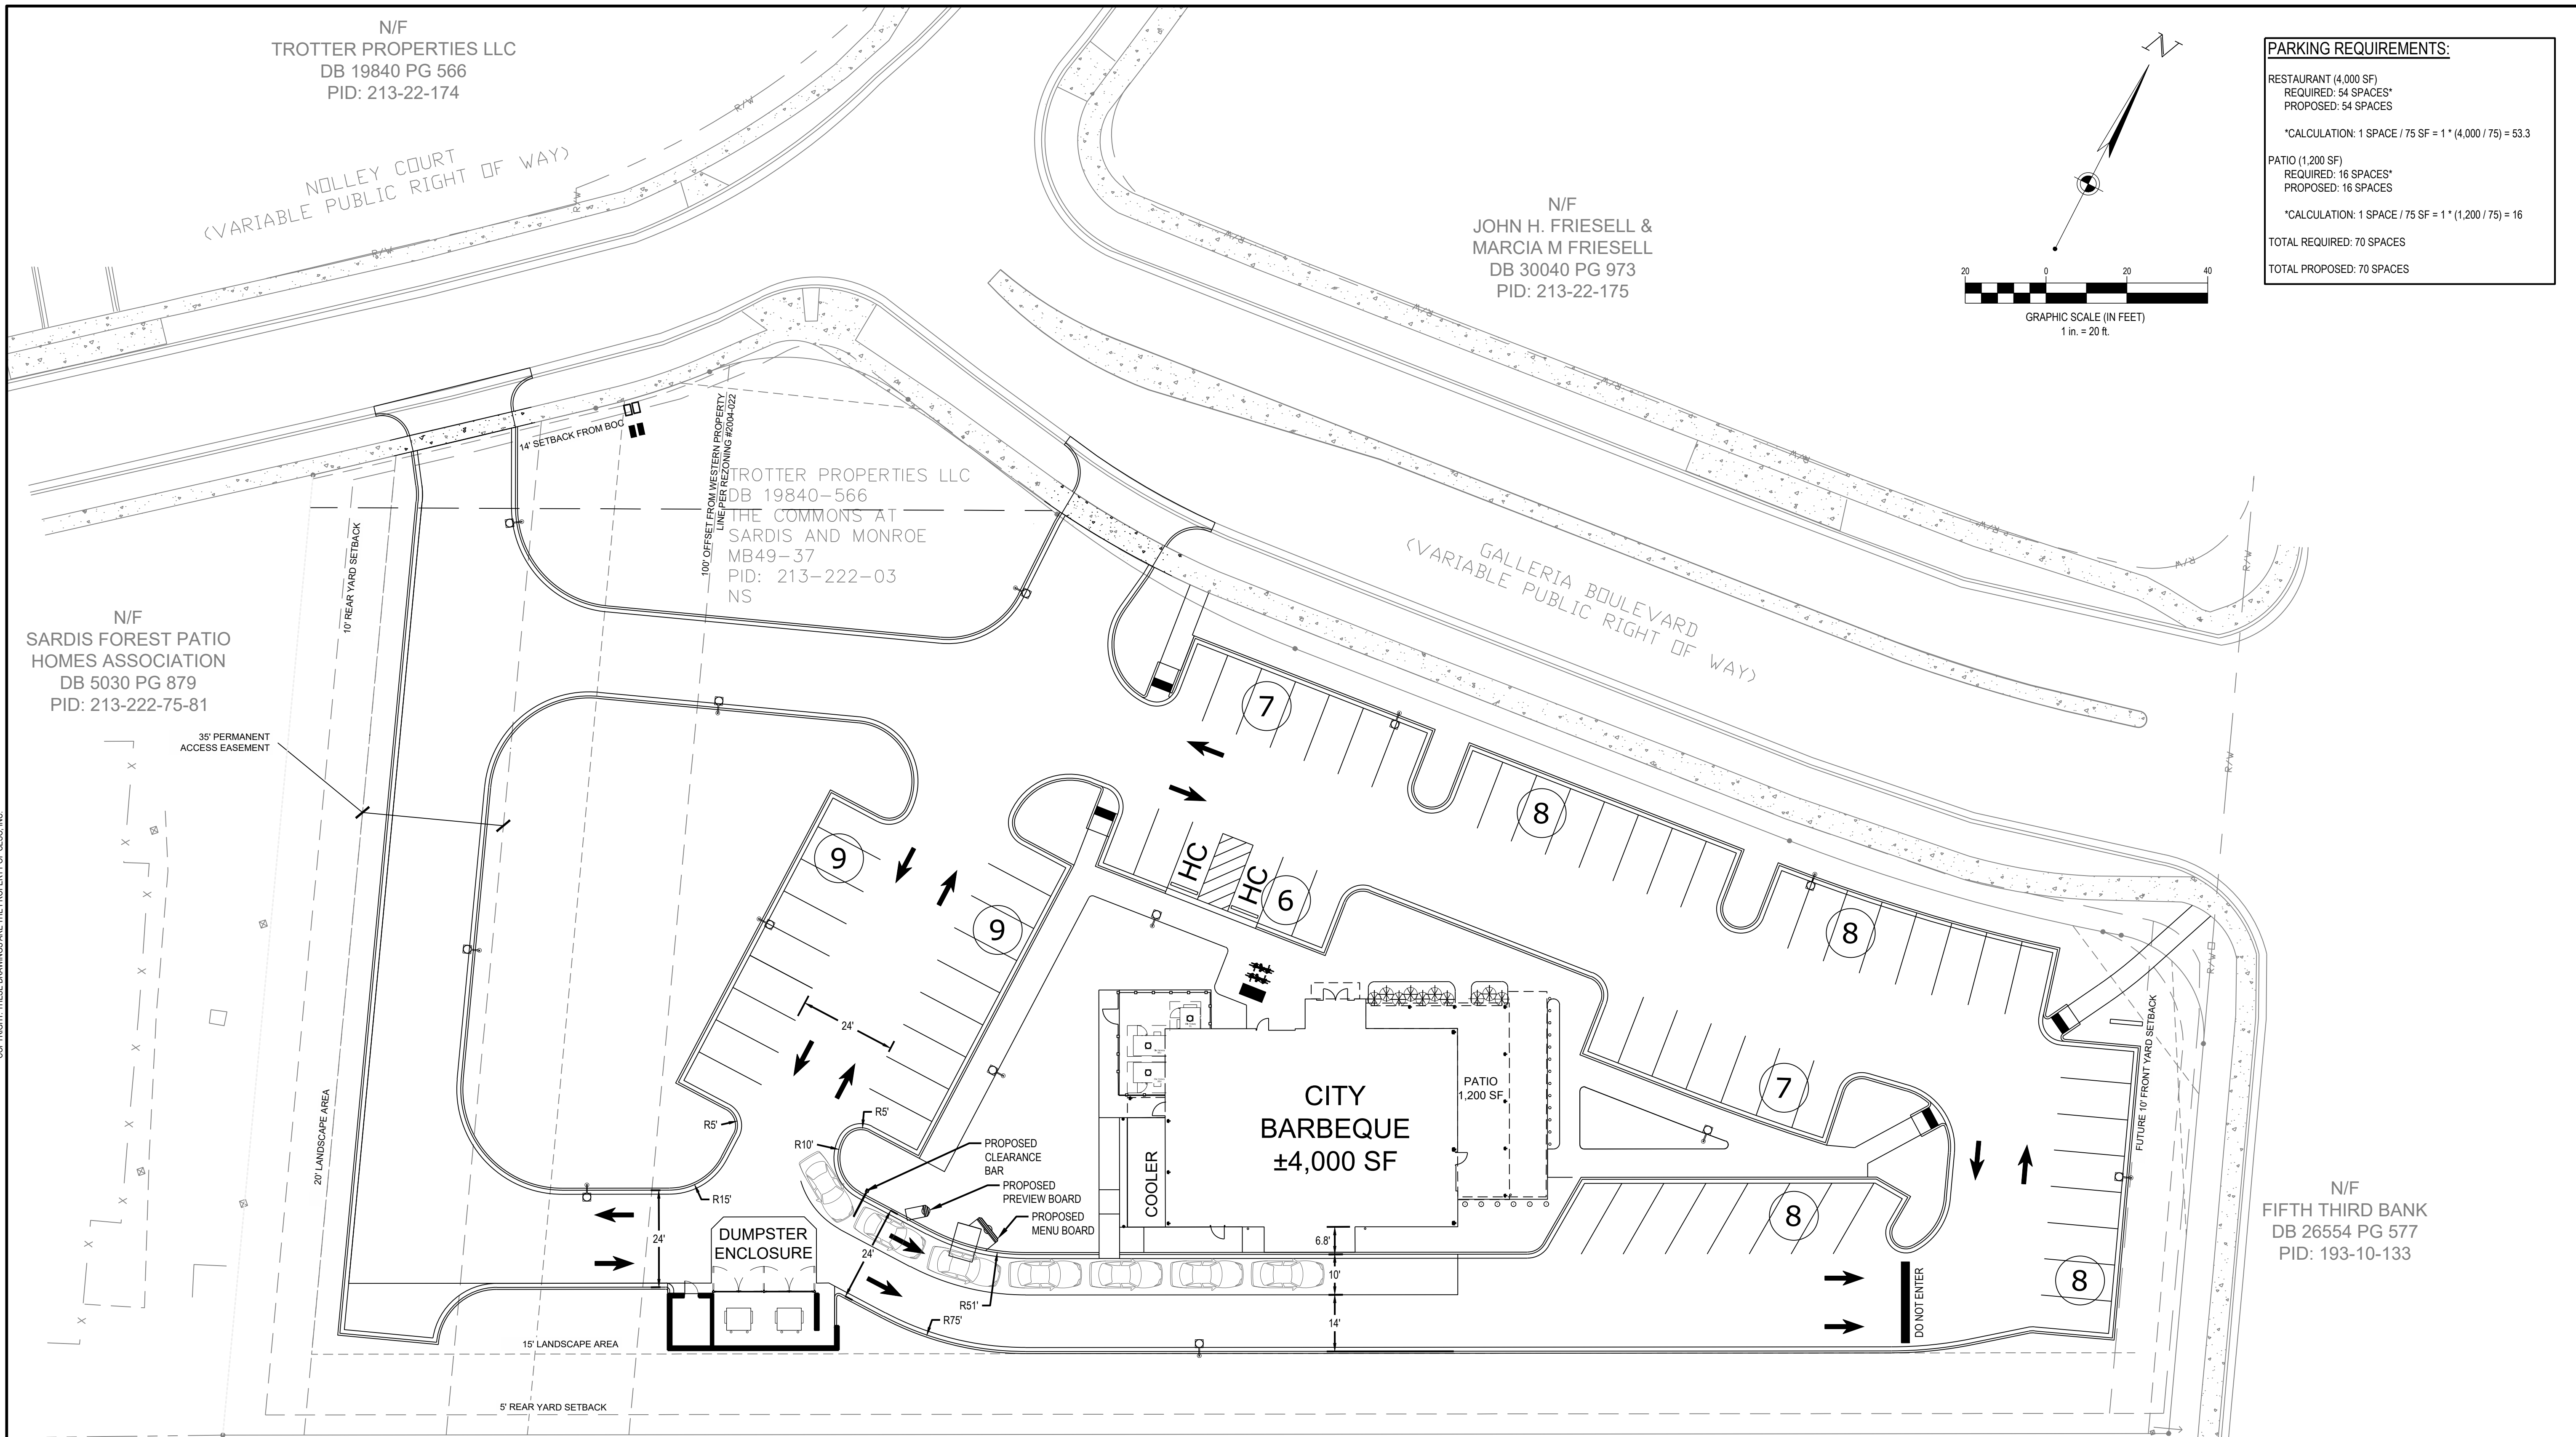 N/F
TROTTER PROPERTIES LLC
DB 19840 PG 566
PID: 213-22-174
NOLLEY COURT
(VARIABLE PUBLIC RIGHT OF WAY)
R/W
R/W
R/W
N
PARKING REQUIREMENTS:
RESTAURANT (4,000 SF)
REQUIRED: 54 SPACES*
PROPOSED: 54 SPACES
*CALCULATION: 1 SPACE / 75 SF = 1 * (4,000 / 75) = 53.3
PATIO (1,200 SF)
REQUIRED: 16 SPACES*
PROPOSED: 16 SPACES
*CALCULATION: 1 SPACE / 75 SF = 1 * (1,200 / 75) = 16
TOTAL REQUIRED: 70 SPACES
TOTAL PROPOSED: 70 SPACES
20 0 20 40
GRAPHIC SCALE (IN FEET)
1 in. = 20 ft.
N/F
JOHN H. FRIESELL &
MARCIA M FRIESELL
DB 30040 PG 973
PID: 213-22-175
R/W
R/W
R/W
R/W
R/W
R/W
R/W
R/W
R/W
14' SETBACK FROM BOC
100' OFFSET FROM WESTERN PROPERTY
LINE PER REZONING #2004-022
TROTTER PROPERTIES LLC
DB 19840-566
THE COMMONS AT
SARDIS AND MONROE
MB49-37
PID: 213-222-03
NS
GALLERIA BOULEVARD
(VARIABLE PUBLIC RIGHT OF WAY)
10' REAR YARD SETBACK
N/F
SARDIS FOREST PATIO
HOMES ASSOCIATION
DB 5030 PG 879
PID: 213-222-75-81
35' PERMANENT
ACCESS EASEMENT
20' LANDSCAPE AREA
7
8
8
9
9
HC
HC
6
24'
7
8
8
CITY
BARBEQUE
±4,000 SF
PATIO
1,200 SF
COOLER
R5'
R5'
R10'
R15'
PROPOSED
CLEARANCE
BAR
PROPOSED
PREVIEW BOARD
PROPOSED
MENU BOARD
DUMPSTER
ENCLOSURE
24'
24'
R51'
R75'
6.8'
10'
14'
DO NOT ENTER
FUTURE 10' FRONT YARD SETBACK
N/F
FIFTH THIRD BANK
DB 26554 PG 577
PID: 193-10-133
15' LANDSCAPE AREA
5' REAR YARD SETBACK